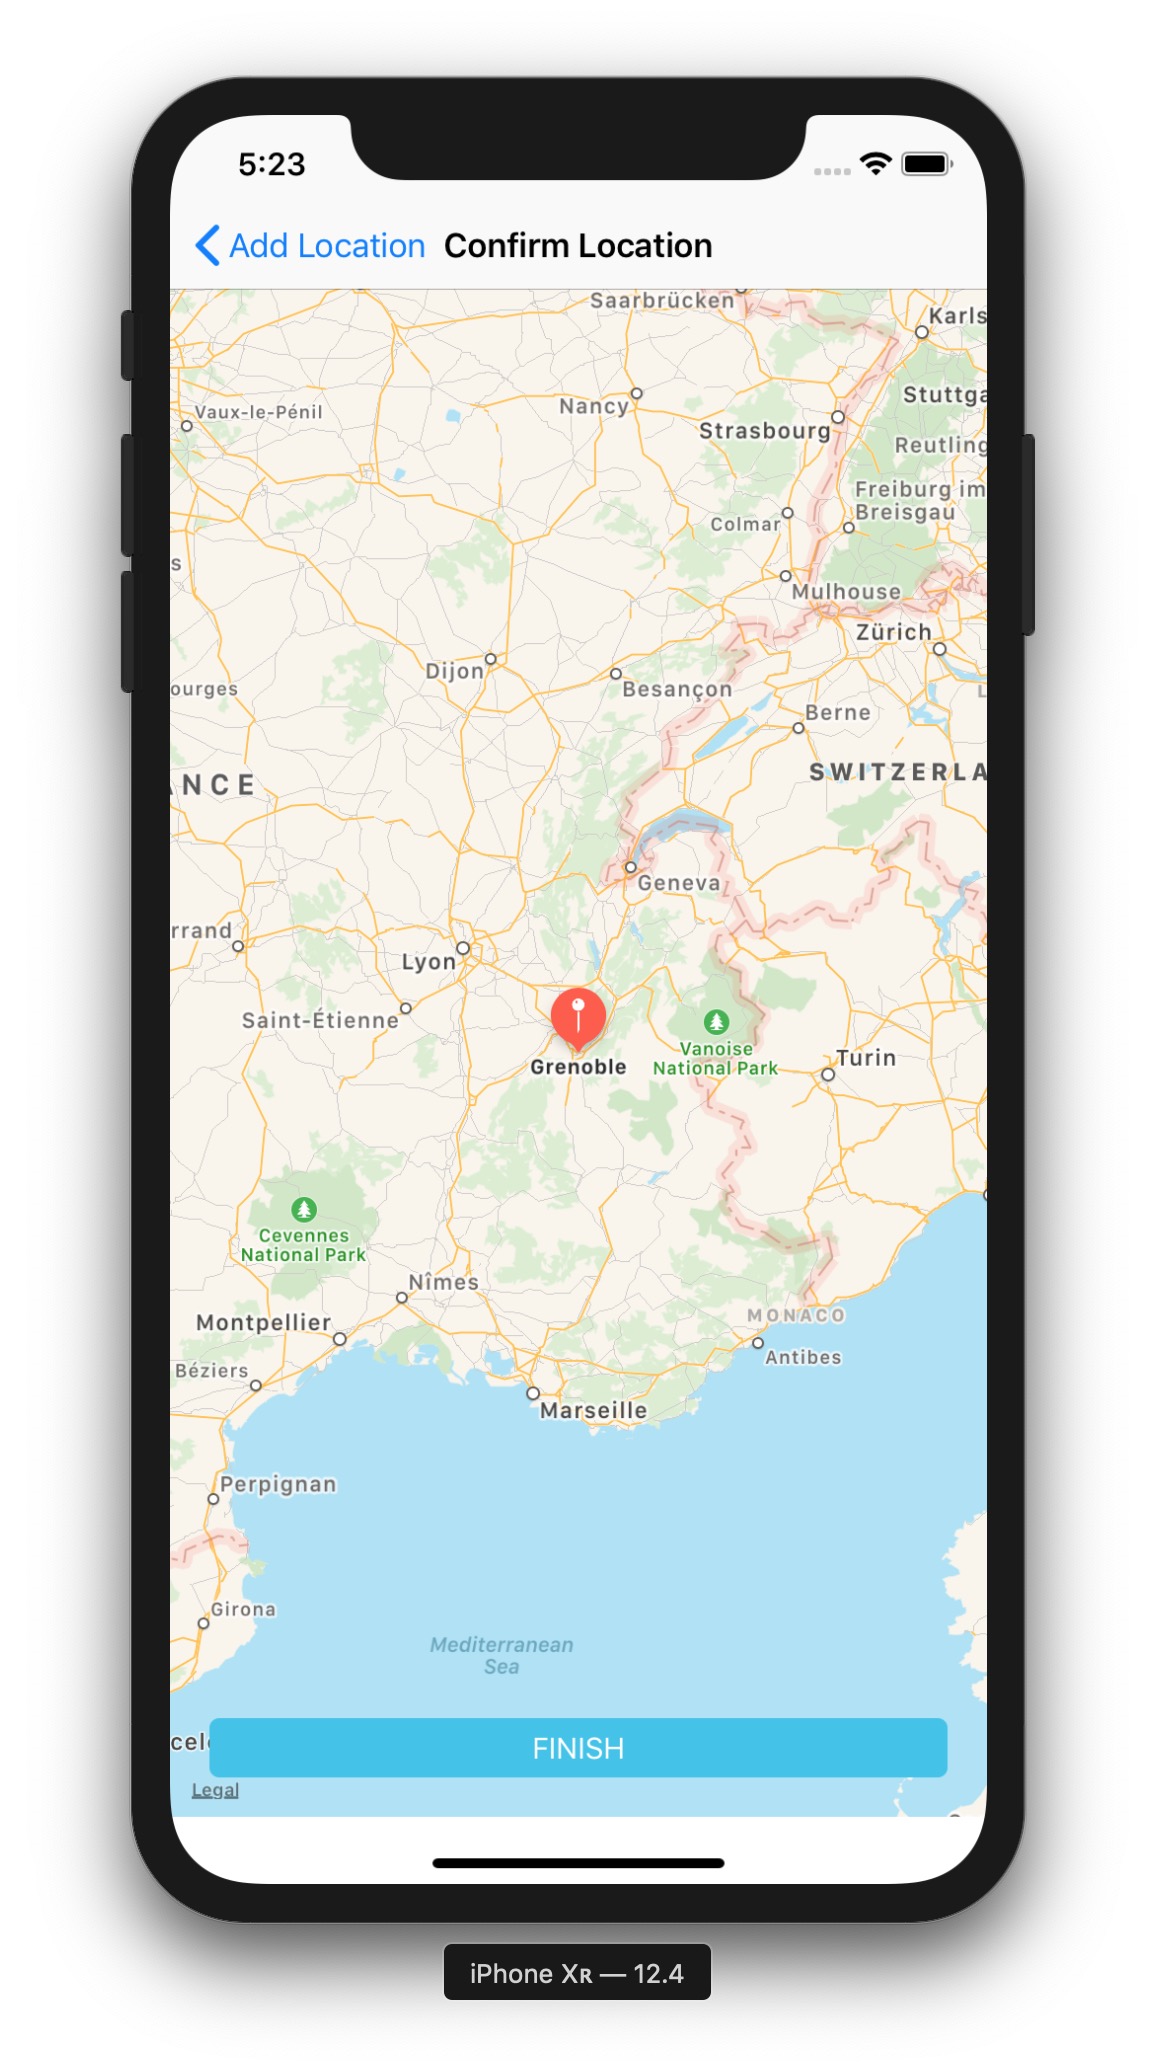 5:23
Add Location Confirm Location
Saarbrücken
Karls
Stuttga
Vaux-le-Pénil
Nancy
Strasbourg
Reutling
Freiburg im
Breisgau
Colmar
s
Mulhouse
Zürich
Dijon
ourges
Besançon
L
Berne
ANCE
SWITZERLA
Geneva
rrand
Lyon
Saint-Étienne
Grenoble
Vanoise
National Park
Turin
Cevennes
National Park
Nîmes
Montpellier
MONACO
Antibes
Béziers
Marseille
Perpignan
Girona
Mediterranean
Sea
celo
FINISH
Legal
iPhone XR — 12.4